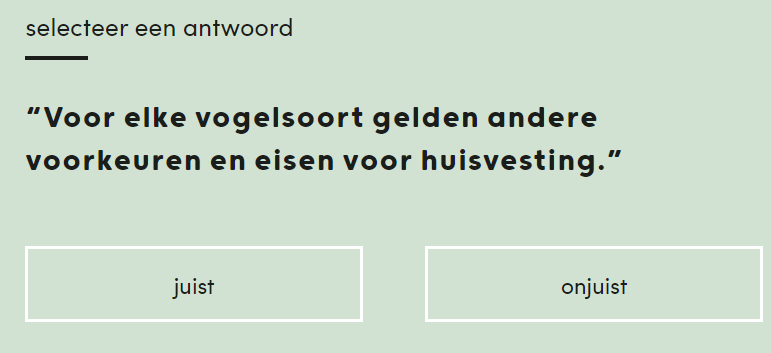 selecteer een antwoord
“Voor elke vogelsoort gelden andere
voorkeuren en eisen voor huisvesting.”
juist
onjuist